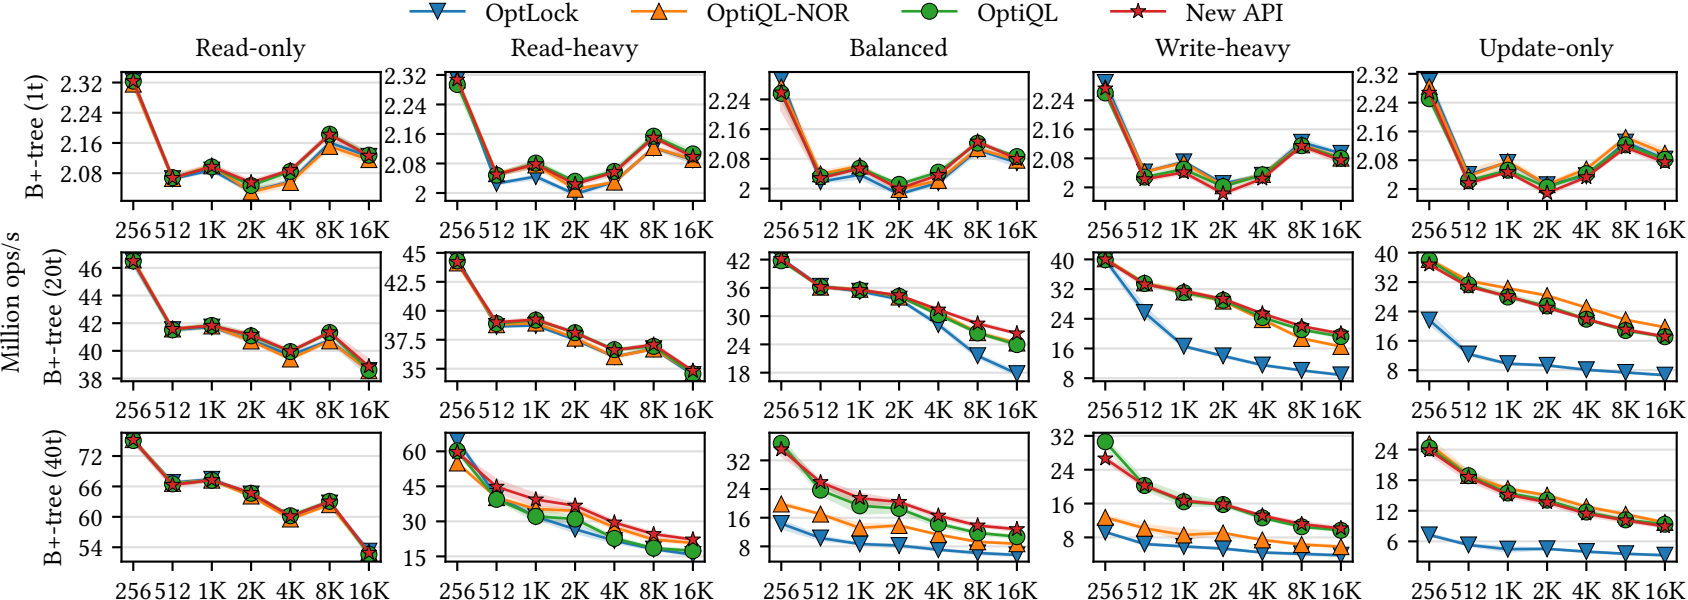 OptLock OptiQL-NOR OptiQL New API
Read-only Read-heavy Balanced Write-heavy Update-only
Million ops/s
B++-tree (1t)
2.32 2.24 2.16 2.08
2.32 2.24 2.16 2.08 2
2.24 2.16 2.08 2
2.24 2.16 2.08 2
2.32 2.24 2.16 2.08 2
256 512 1K 2K 4K 8K 16K 256 512 1K 2K 4K 8K 16K 256 512 1K 2K 4K 8K 16K 256 512 1K 2K 4K 8K 16K 256 512 1K 2K 4K 8K 16K
B++-tree (20t)
46 44 42 40 38
45 42.5 40 37.5 35
42 36 30 24 18
40 32 24 16 8
40 32 24 16 8
256 512 1K 2K 4K 8K 16K 256 512 1K 2K 4K 8K 16K 256 512 1K 2K 4K 8K 16K 256 512 1K 2K 4K 8K 16K 256 512 1K 2K 4K 8K 16K
B++-tree (40t)
72 66 60 54
60 45 30 15
32 24 16 8
32 24 16 8
24 18 12 6
256 512 1K 2K 4K 8K 16K 256 512 1K 2K 4K 8K 16K 256 512 1K 2K 4K 8K 16K 256 512 1K 2K 4K 8K 16K 256 512 1K 2K 4K 8K 16K